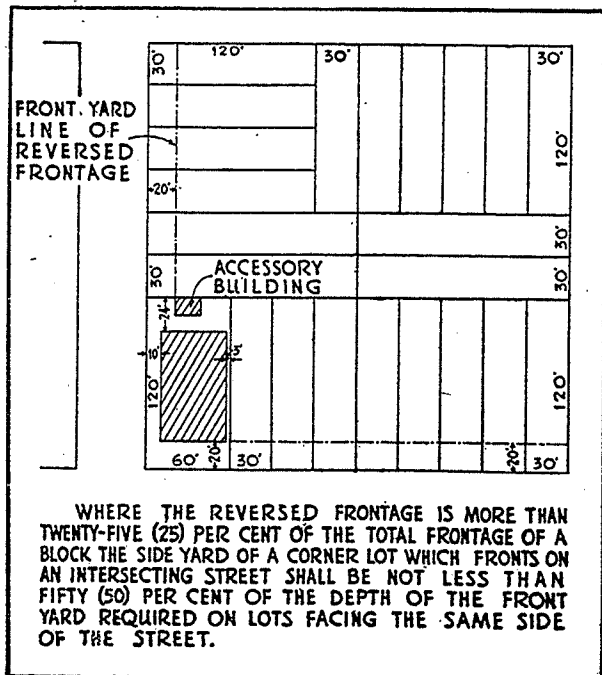 30'
120'
30'
30'
FRONT YARD
LINE OF
REVERSED
FRONTAGE
20'
120'
30'
30'
30'
ACCESSORY
BUILDING
24'
10'
3'
120'
120'
20'
20'
60'
30'
30'
WHERE THE REVERSED FRONTAGE IS MORE THAN
TWENTY-FIVE (25) PER CENT OF THE TOTAL FRONTAGE OF A
BLOCK THE SIDE YARD OF A CORNER LOT WHICH FRONTS ON
AN INTERSECTING STREET SHALL BE NOT LESS THAN
FIFTY (50) PER CENT OF THE DEPTH OF THE FRONT
YARD REQUIRED ON LOTS FACING THE SAME SIDE
OF THE STREET.